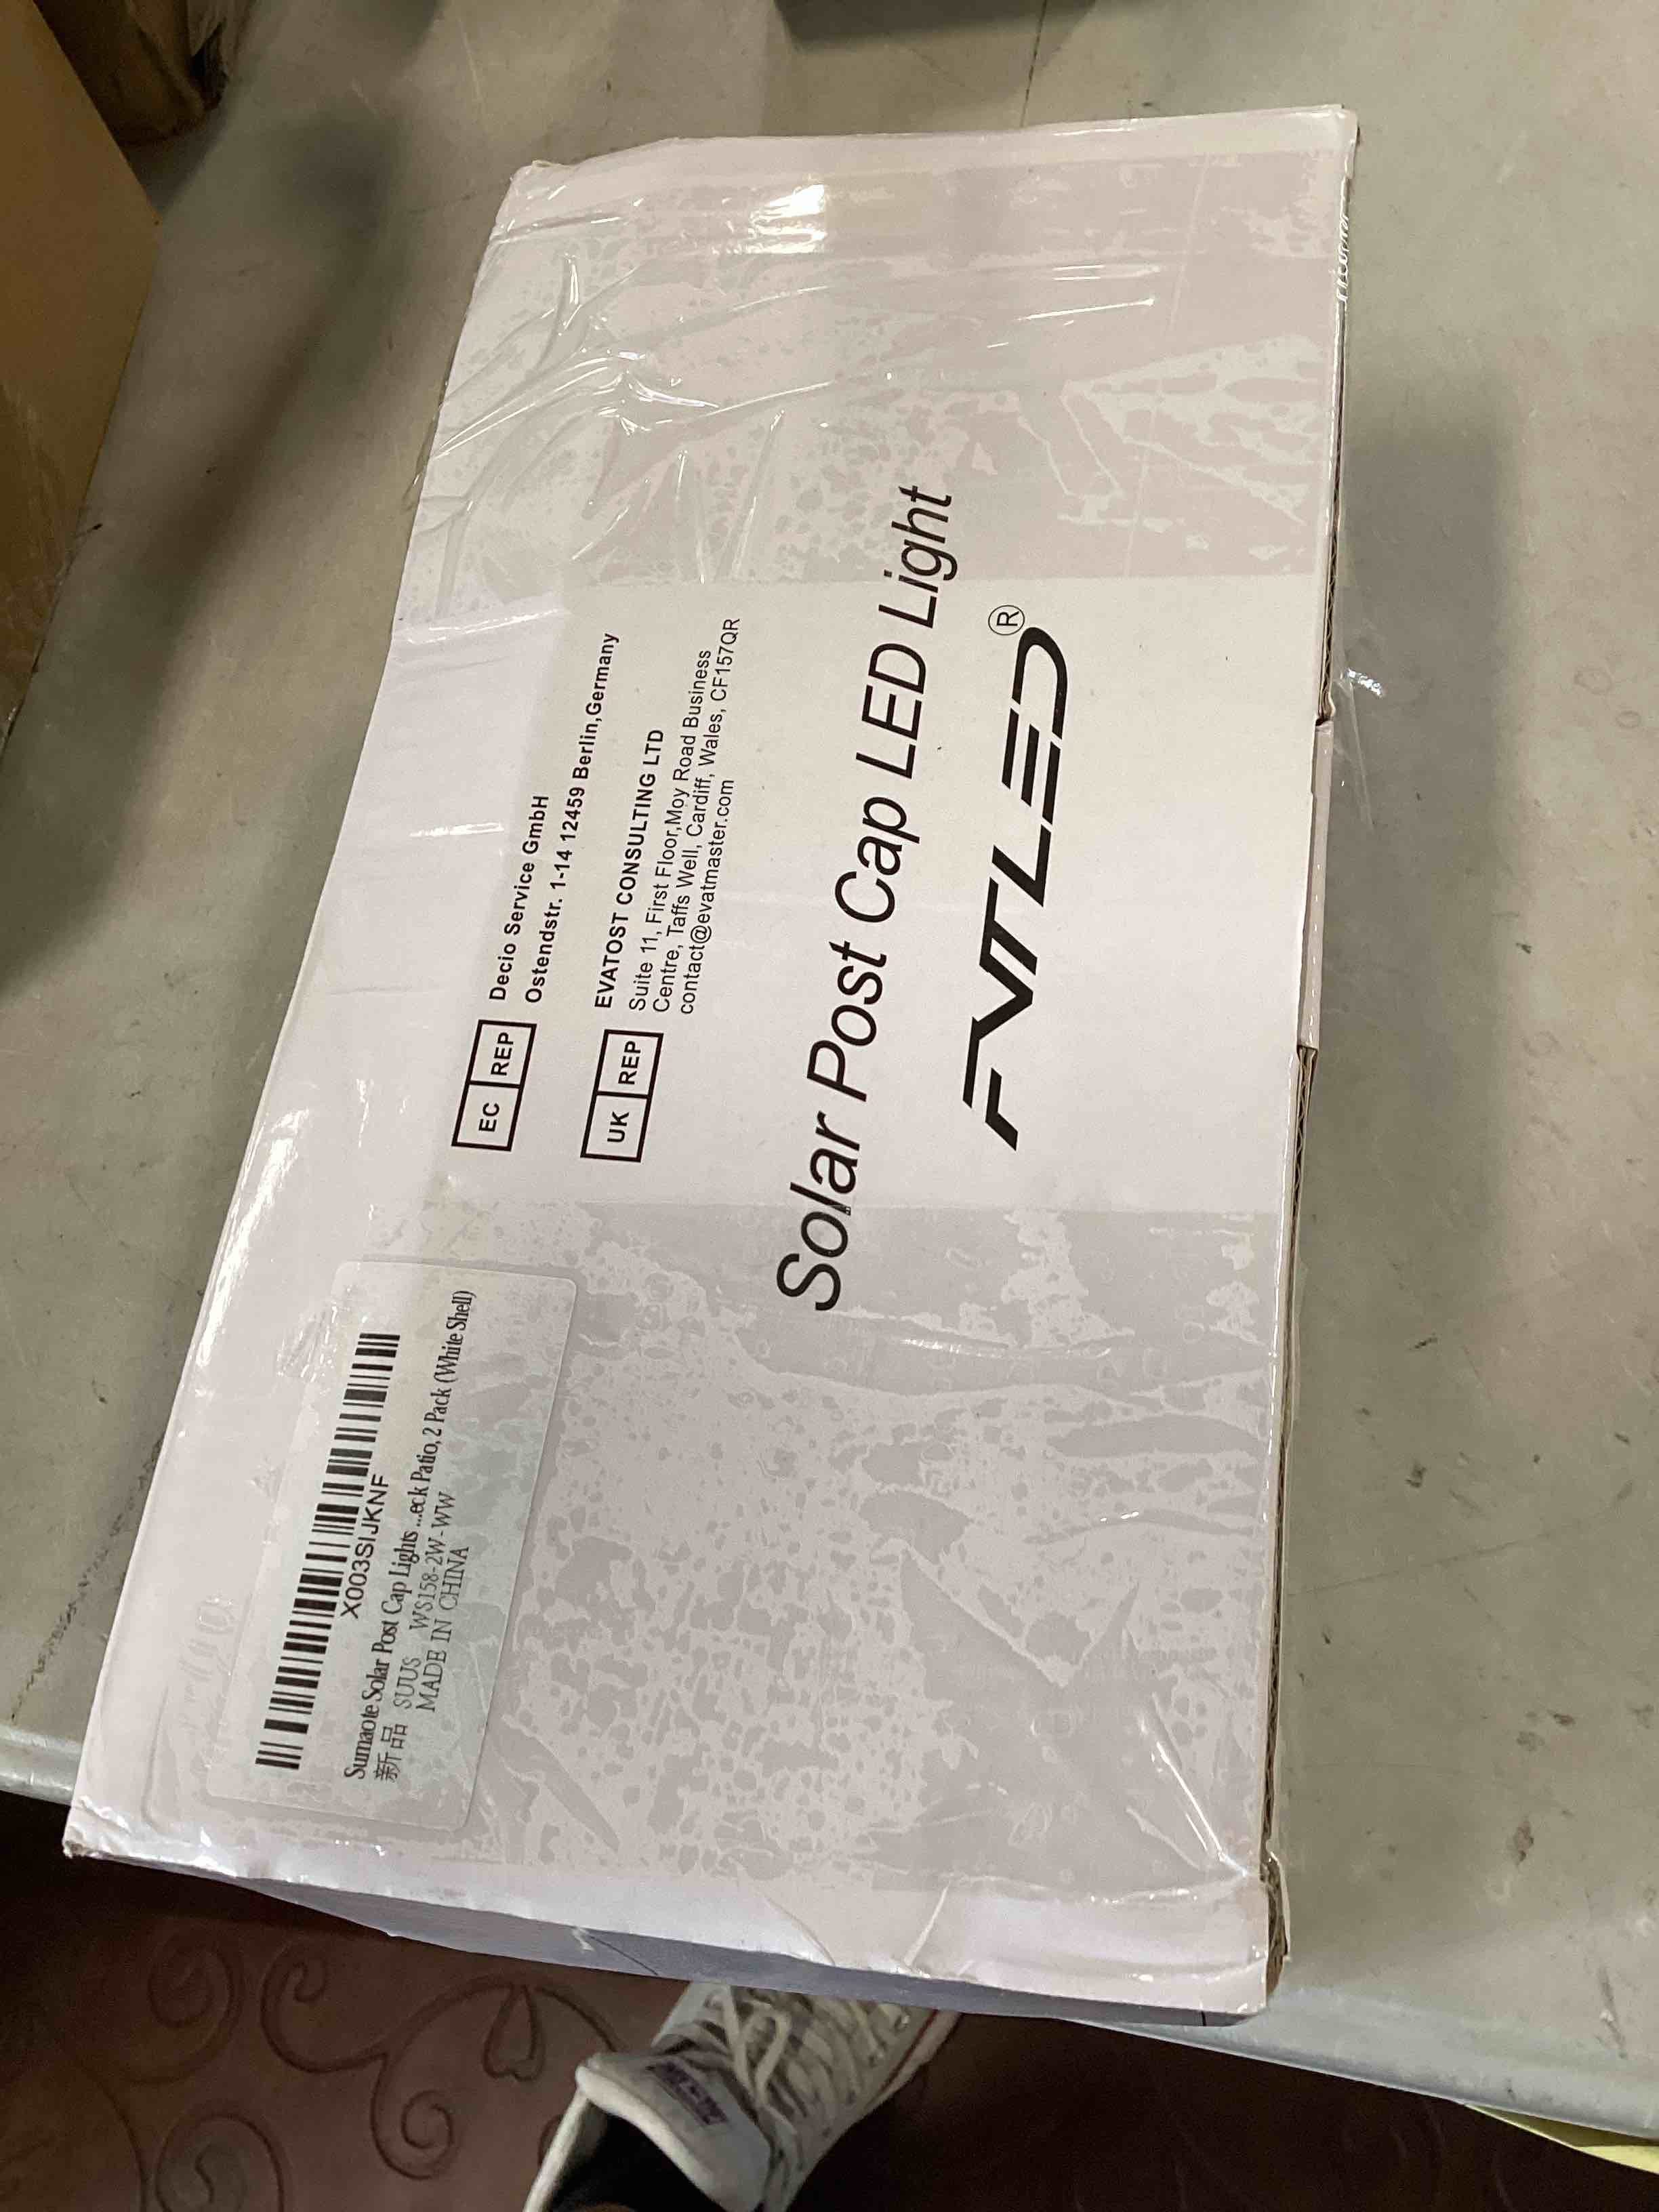 X003SIJKNF
Sumaote Solar Post Cap Lights ...eck Patio, 2 Pack (White Shell)
新品 SUUS WS158-2W-WW
MADE IN CHINA
EC REP
Decio Service GmbH
Ostendstr. 1-14 12459 Berlin,Germany
UK REP
EVATOST CONSULTING LTD
Suite 11, First Floor,Moy Road Business
Centre, Taffs Well, Cardiff, Wales, CF157QR
contact@evatmaster.com
Solar Post Cap LED Light
FVTLED®